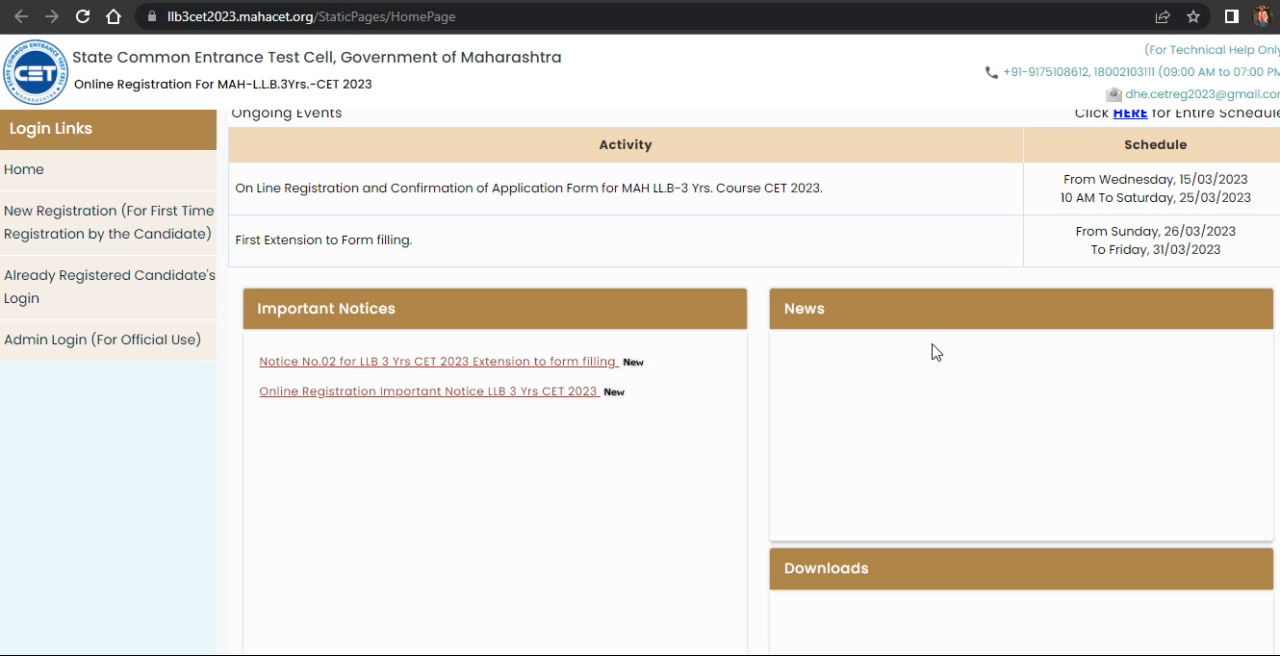 llb3cet2023.mahacet.org/StaticPages/HomePage
STATE COMMON ENTRANCE TEST CELL
CET
MAHARASHTRA
State Common Entrance Test Cell, Government of Maharashtra
Online Registration For MAH-L.L.B.3Yrs.-CET 2023
(For Technical Help Only
+91-9175108612, 18002103111 (09:00 AM to 07:00 PM
dhe.cetreg2023@gmail.com
Login Links
Home
New Registration (For First Time
Registration by the Candidate)
Already Registered Candidate's
Login
Admin Login (For Official Use)
Ongoing Events
Click HERE for Entire Schedule
Activity
Schedule
On Line Registration and Confirmation of Application Form for MAH LL.B-3 Yrs. Course CET 2023.
From Wednesday, 15/03/2023
10 AM To Saturday, 25/03/2023
First Extension to Form filling.
From Sunday, 26/03/2023
To Friday, 31/03/2023
Important Notices
Notice No.02 for LLB 3 Yrs CET 2023 Extension to form filling New
Online Registration Important Notice LLB 3 Yrs CET 2023 New
News
Downloads